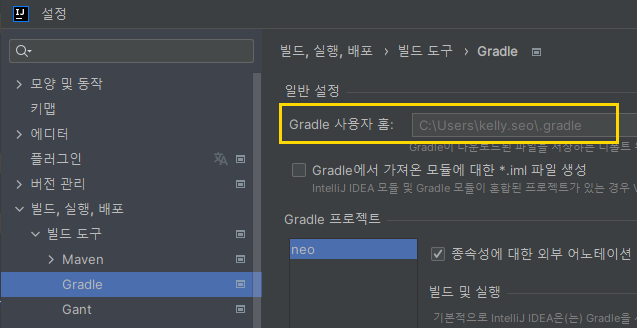 IJ 설정
빌드, 실행, 배포 › 빌드 도구 › Gradle
모양 및 동작
키맵
에디터
플러그인
버전 관리
빌드, 실행, 배포
빌드 도구
Maven
Gradle
Gant
일반 설정
Gradle 사용자 홈: C:\Users\kelly.seo\.gradle
Gradle이 다운로드된 파일을 저장하는 디폴트
Gradle에서 가져온 모듈에 대한 *.iml 파일 생성
IntelliJ IDEA 모듈 및 Gradle 모듈이 혼합된 프로젝트가 있는 경우 V
Gradle 프로젝트
neo
종속성에 대한 외부 어노테이션
빌드 및 실행
기본적으로 IntelliJ IDEA은(는) Gradle을